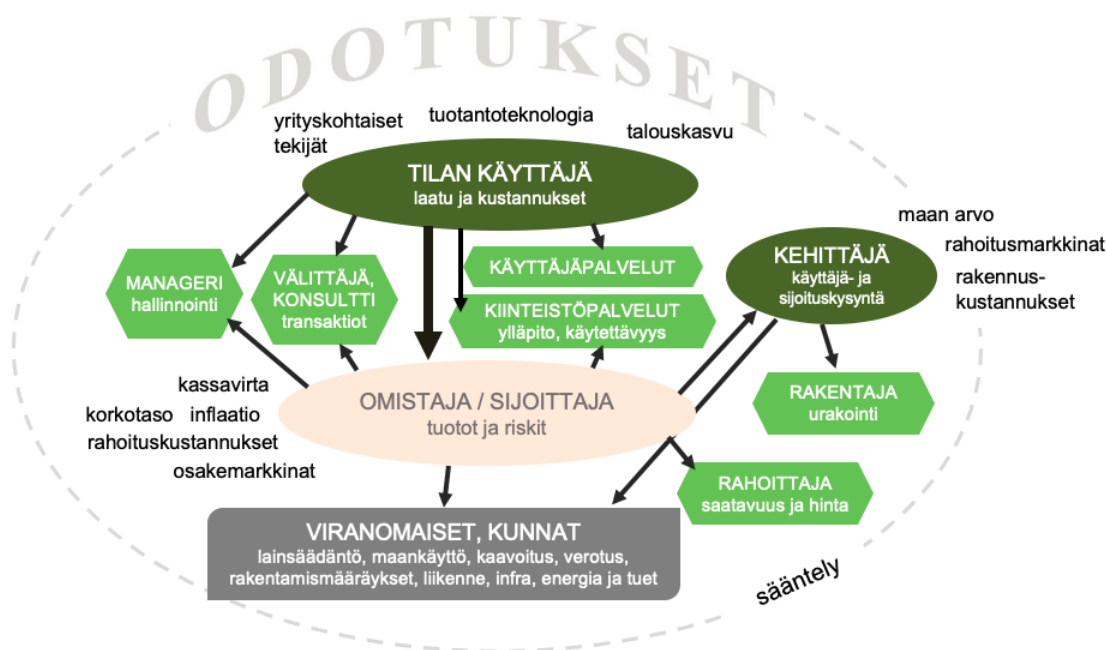 ODOTUKSET
yrityskohtaiset
tekijät
tuotantoteknologia
talouskasvu
TILAN KÄYTTÄJÄ
laatu ja kustannukset
maan arvo
rahoitusmarkkinat
rakennus-
kustannukset
KEHITTÄJÄ
käyttäjä- ja
sijoituskysyntä
MANAGERI
hallinnointi
VÄLITTÄJÄ,
KONSULTTI
transaktiot
KÄYTTÄJÄPALVELUT
KIINTEISTÖPALVELUT
ylläpito, käytettävyys
kassavirta
korkotaso inflaatio
rahoituskustannukset
osakemarkkinat
OMISTAJA / SIJOITTAJA
tuotot ja riskit
RAKENTAJA
urakointi
RAHOITTAJA
saatavuus ja hinta
VIRANOMAISET, KUNNAT
lainsäädäntö, maankäyttö, kaavoitus, verotus,
rakentamismääräykset, liikenne, infra, energia ja tuet
sääntely